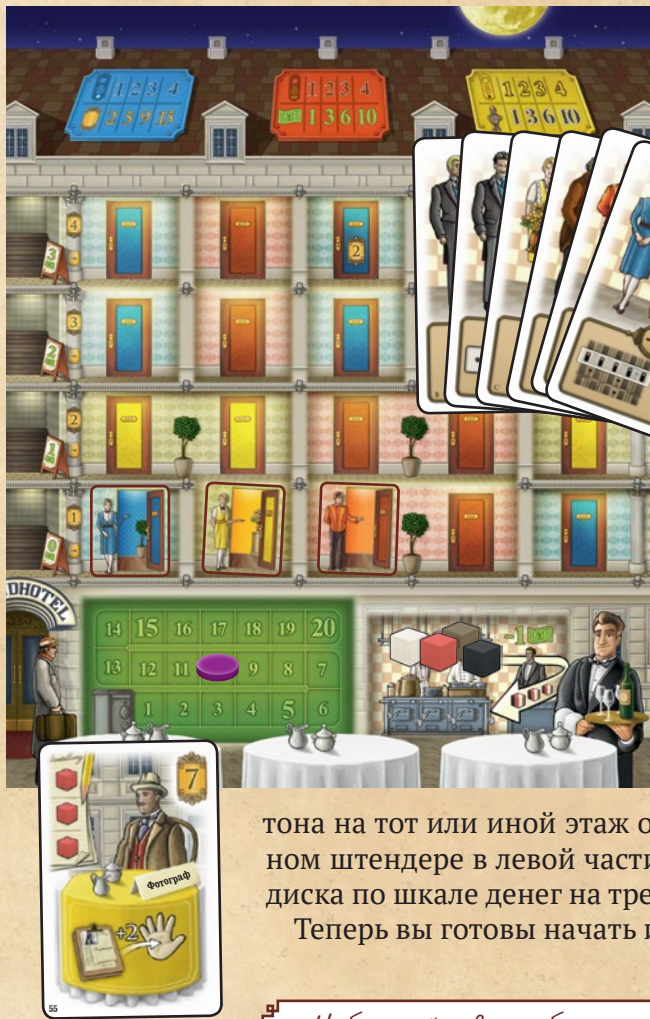 1 2 3 4
2 5 9 15
1 2 3 4
1 3 6 10
1 2 3 4
1 3 6 10
4
3
2
3
2
2
1
1
0
DHOTEL
14 15 16 17 18 19 20
13 12 11 9 8 7
1 2 3 4 5 6
-1
7
Фотограф
+2
55
тона на тот или иной этаж о
ном штендере в левой части
диска по шкале денег на тре
Теперь вы готовы начать и